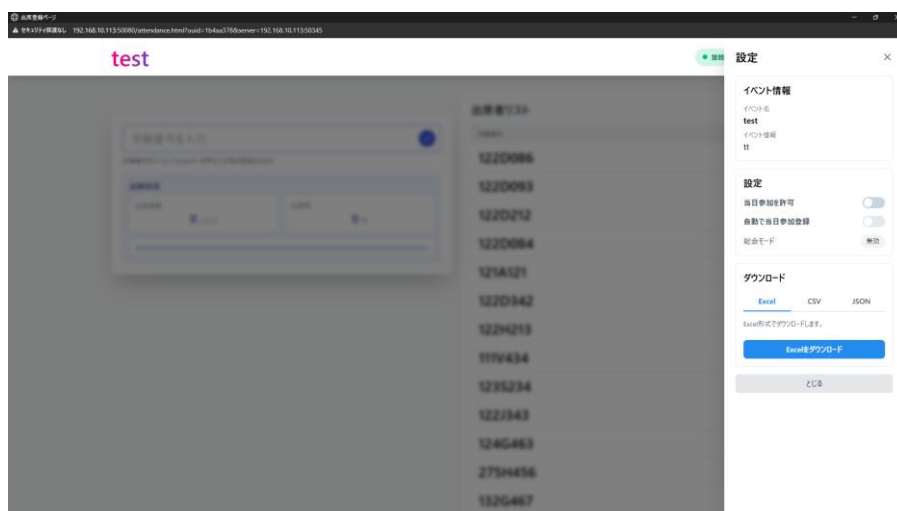 出席登録ページ
セキュリティ保護なし 192.168.10.113:50080/attendance.html?uuid=1b4aa378&server=192.168.10.113:50345
test
設定
イベント情報
イベント名
test
イベント情報
11
設定
当日参加を許可
自動で当日参加登録
総会モード 無効
ダウンロード
Excel CSV JSON
Excel形式でダウンロードします。
Excelをダウンロード
とじる
出席者リスト
122D086
122D093
122D212
122D084
121A121
122D342
122H213
111V434
123S234
122J343
124G463
275H456
132G467